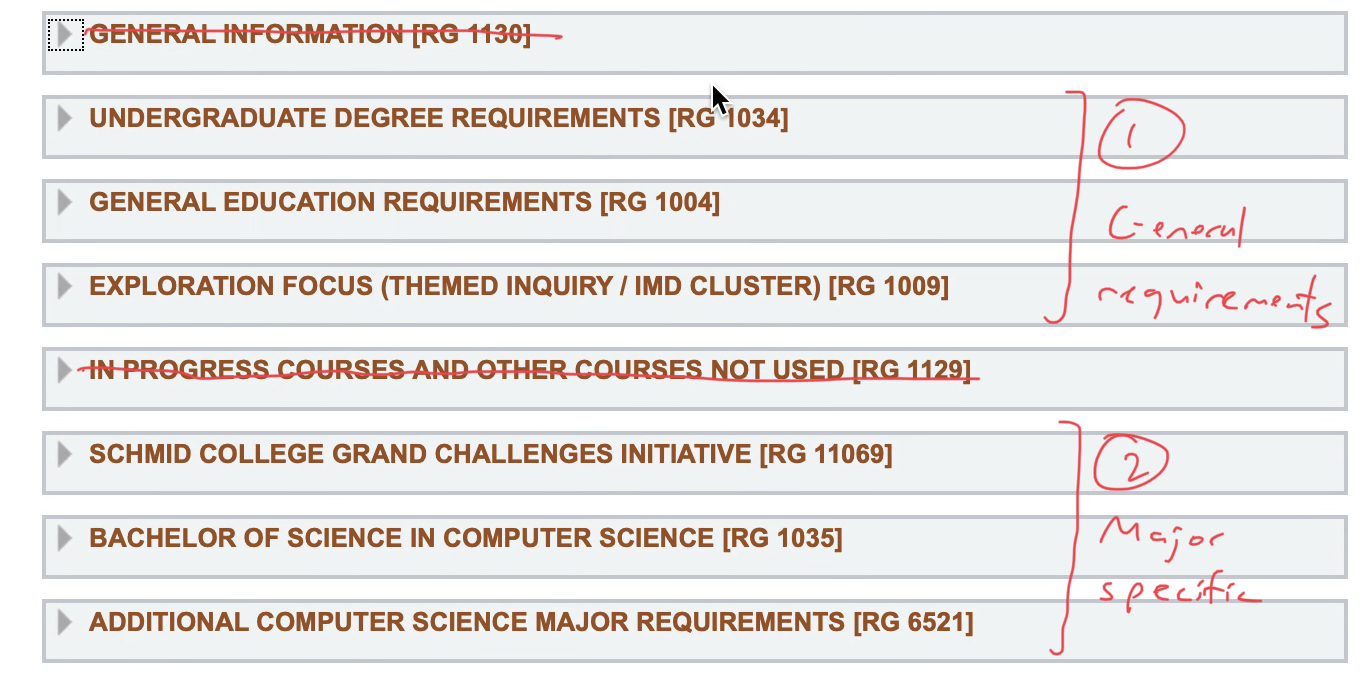 GENERAL INFORMATION [RG 1130]
UNDERGRADUATE DEGREE REQUIREMENTS [RG 1034]
1
GENERAL EDUCATION REQUIREMENTS [RG 1004]
General
EXPLORATION FOCUS (THEMED INQUIRY / IMD CLUSTER) [RG 1009]
requirements
IN PROGRESS COURSES AND OTHER COURSES NOT USED [RG 1129]
SCHMID COLLEGE GRAND CHALLENGES INITIATIVE [RG 11069]
2
BACHELOR OF SCIENCE IN COMPUTER SCIENCE [RG 1035]
Major
specific
ADDITIONAL COMPUTER SCIENCE MAJOR REQUIREMENTS [RG 6521]